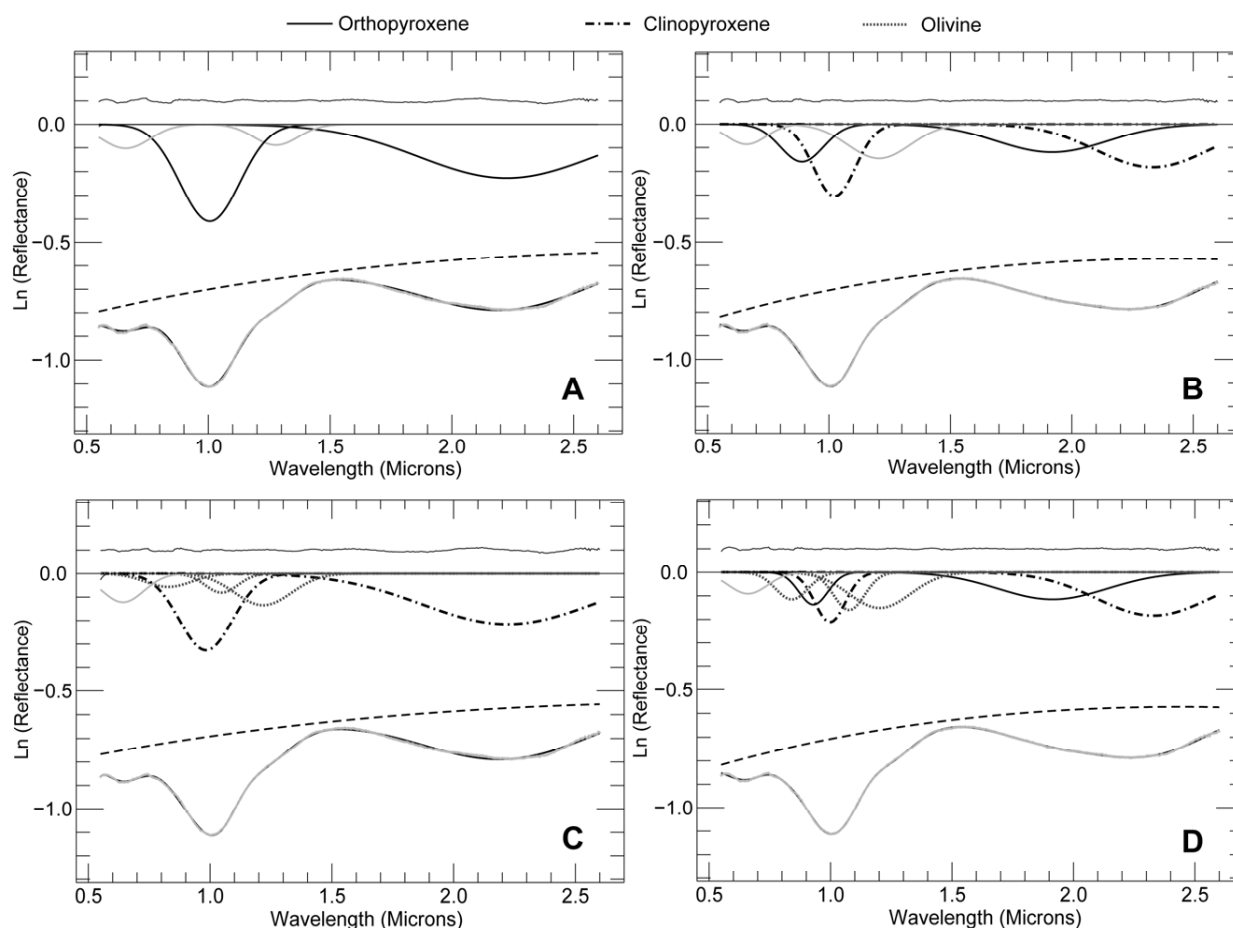 Orthopyroxene Clinopyroxene Olivine
Ln (Reflectance)
0.0
−0.5
−1.0
A
0.5 1.0 1.5 2.0 2.5
Wavelength (Microns)
Ln (Reflectance)
0.0
−0.5
−1.0
B
0.5 1.0 1.5 2.0 2.5
Wavelength (Microns)
Ln (Reflectance)
0.0
−0.5
−1.0
C
0.5 1.0 1.5 2.0 2.5
Wavelength (Microns)
Ln (Reflectance)
0.0
−0.5
−1.0
D
0.5 1.0 1.5 2.0 2.5
Wavelength (Microns)